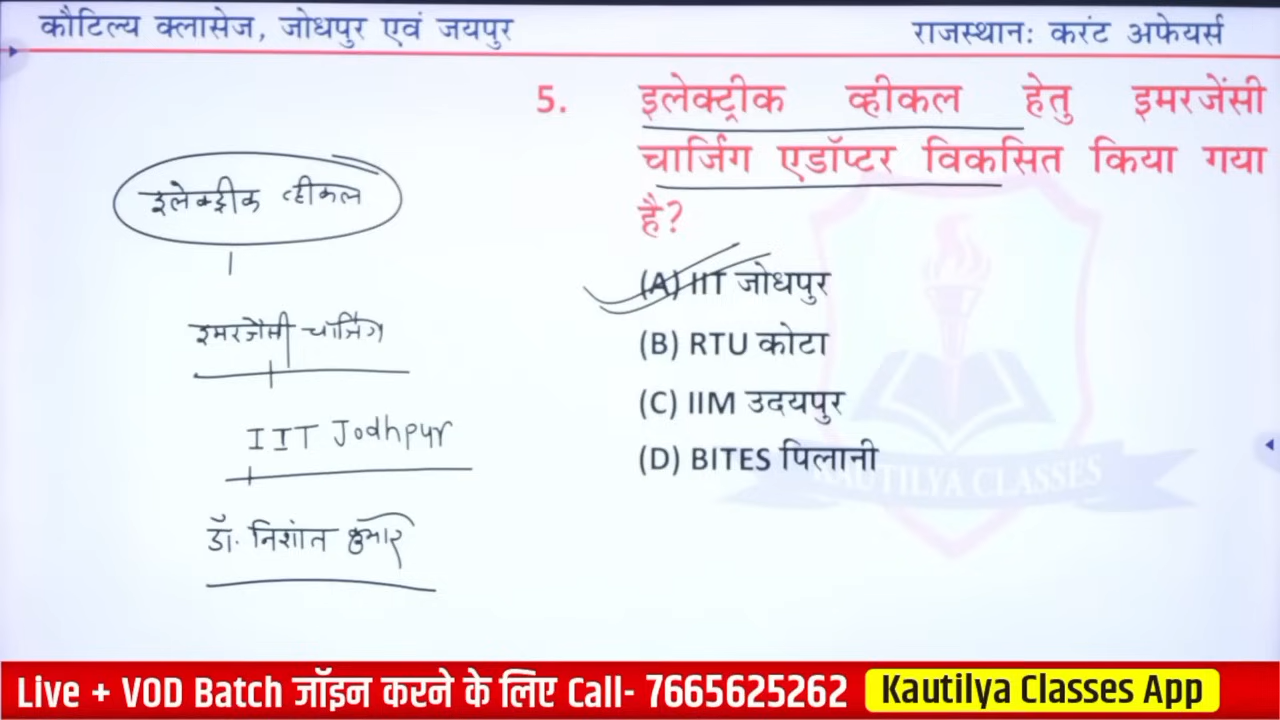 कौटिल्य क्लासेज, जोधपुर एवं जयपुर
राजस्थान: करंट अफेयर्स
5. इलेक्ट्रीक व्हीकल हेतु इमरजेंसी
चार्जिंग एडॉप्टर विकसित किया गया
है?
(A) IIT जोधपुर
(B) RTU कोटा
(C) IIM उदयपुर
(D) BITES पिलानी
इलेक्ट्रीक व्हीकल
इमरजेंसी चार्जिंग
IIT Jodhpur
डॉ. निशांत कुमार
KAUTILYA CLASSES
Live + VOD Batch जॉइन करने के लिए Call- 7665625262
Kautilya Classes App